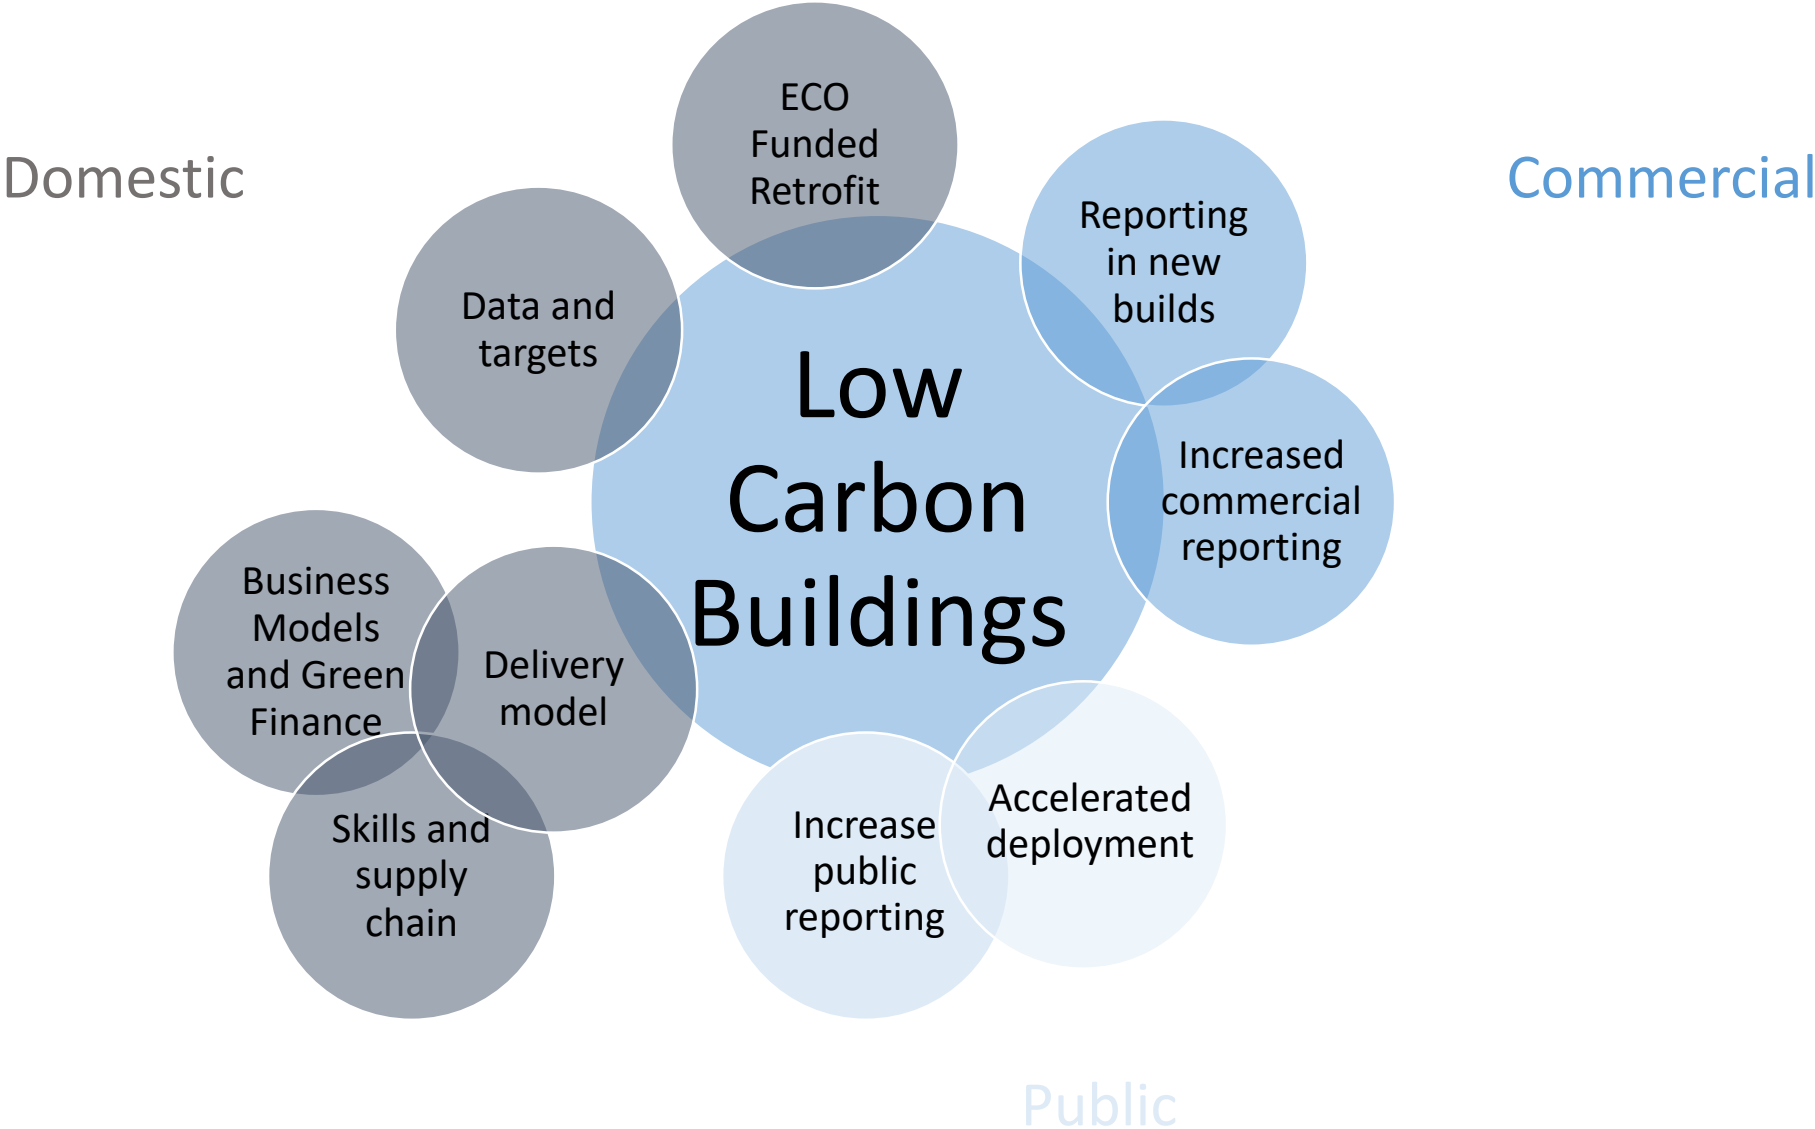 Domestic
Commercial
ECO
Funded
Retrofit
Reporting
in new
builds
Data and
targets
Low
Carbon
Buildings
Increased
commercial
reporting
Business
Models
and Green
Finance
Delivery
model
Skills and
supply
chain
Increase
public
reporting
Accelerated
deployment
Public